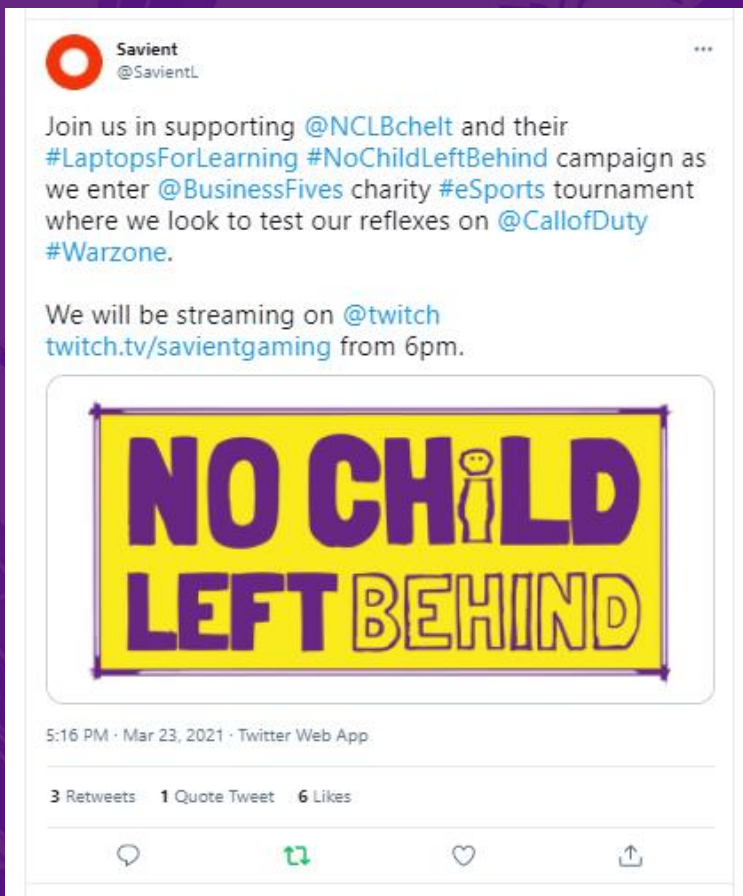 Savient
@SavientL
Join us in supporting @NCLBchelt and their
#LaptopsForLearning #NoChildLeftBehind campaign as
we enter @BusinessFives charity #eSports tournament
where we look to test our reflexes on @CallofDuty
#Warzone.
We will be streaming on @twitch
twitch.tv/savientgaming from 6pm.
NO CHiLD
LEFT BEHIND
5:16 PM · Mar 23, 2021 · Twitter Web App
3 Retweets 1 Quote Tweet 6 Likes